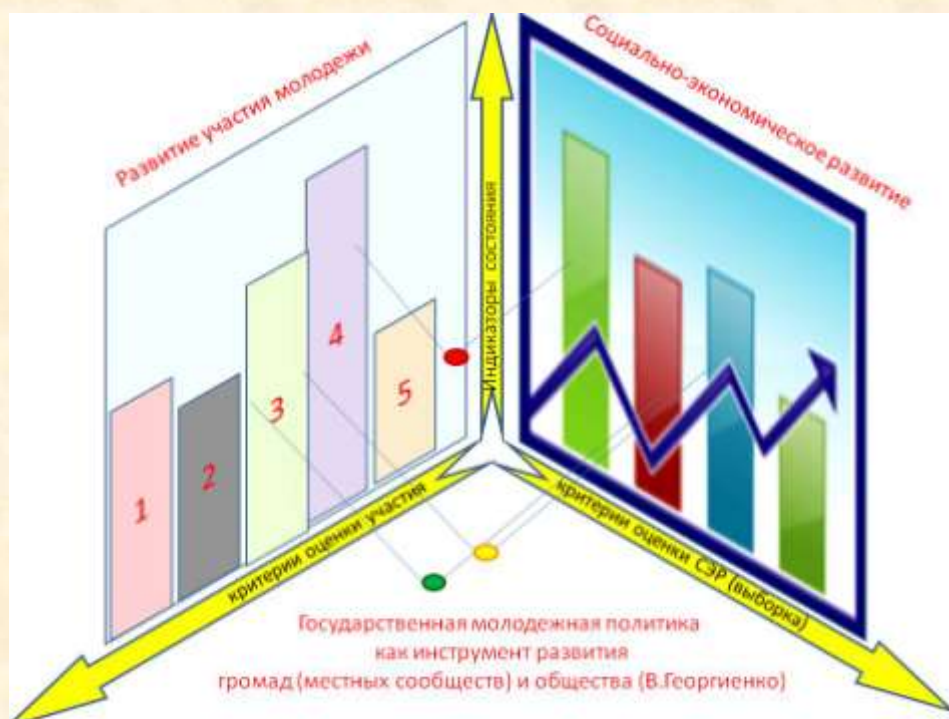 Развитие участия молодежи
Социально-экономическое развитие
Индикаторы состояния
1
2
3
4
5
критерии оценки участия
критерии оценки СЭР (выборка)
Государственная молодежная политика
как инструмент развития
громад (местных сообществ) и общества (В.Георгиенко)